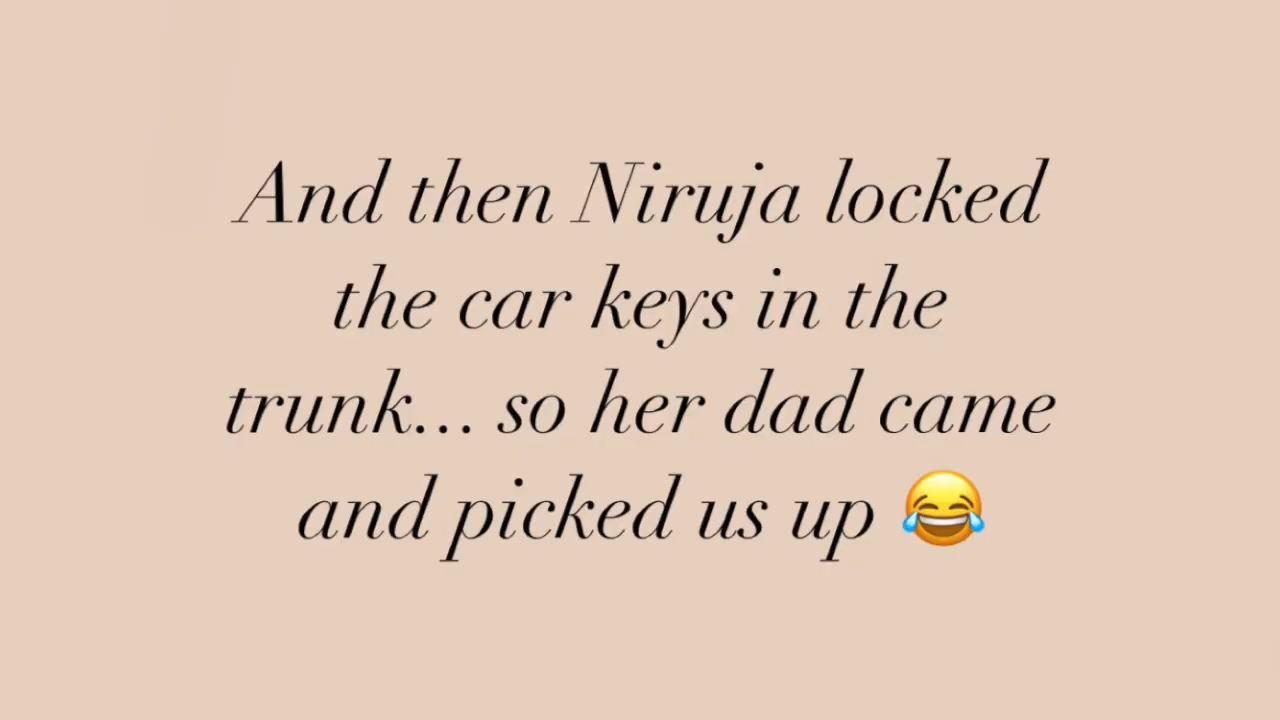 And then Niruja locked
the car keys in the
trunk... so her dad came
and picked us up 😂